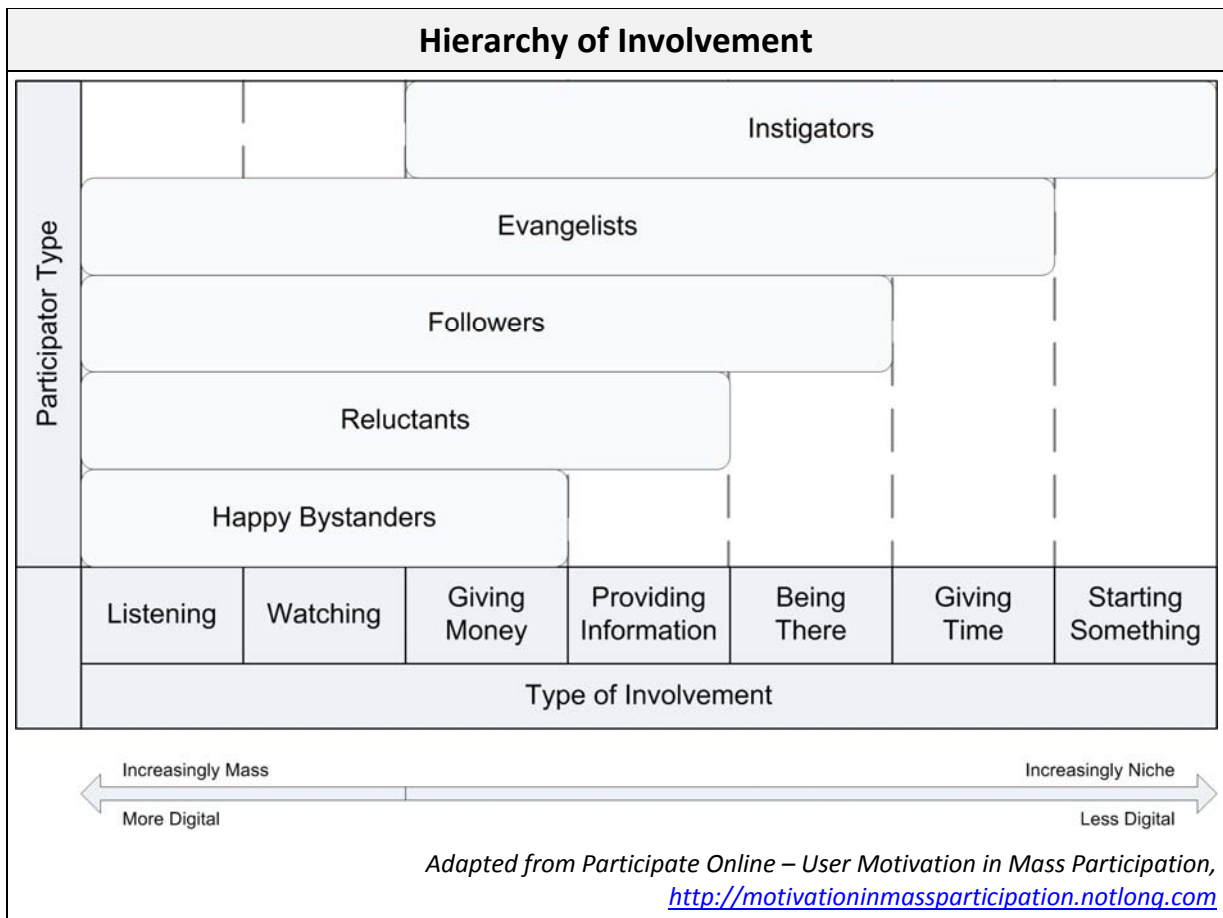 Hierarchy of Involvement
Participator Type
Instigators
Evangelists
Followers
Reluctants
Happy Bystanders
Listening
Watching
Giving
Money
Providing
Information
Being
There
Giving
Time
Starting
Something
Type of Involvement
Increasingly Mass
Increasingly Niche
More Digital
Less Digital
Adapted from Participate Online – User Motivation in Mass Participation,
http://motivationinmassparticipation.notlong.com